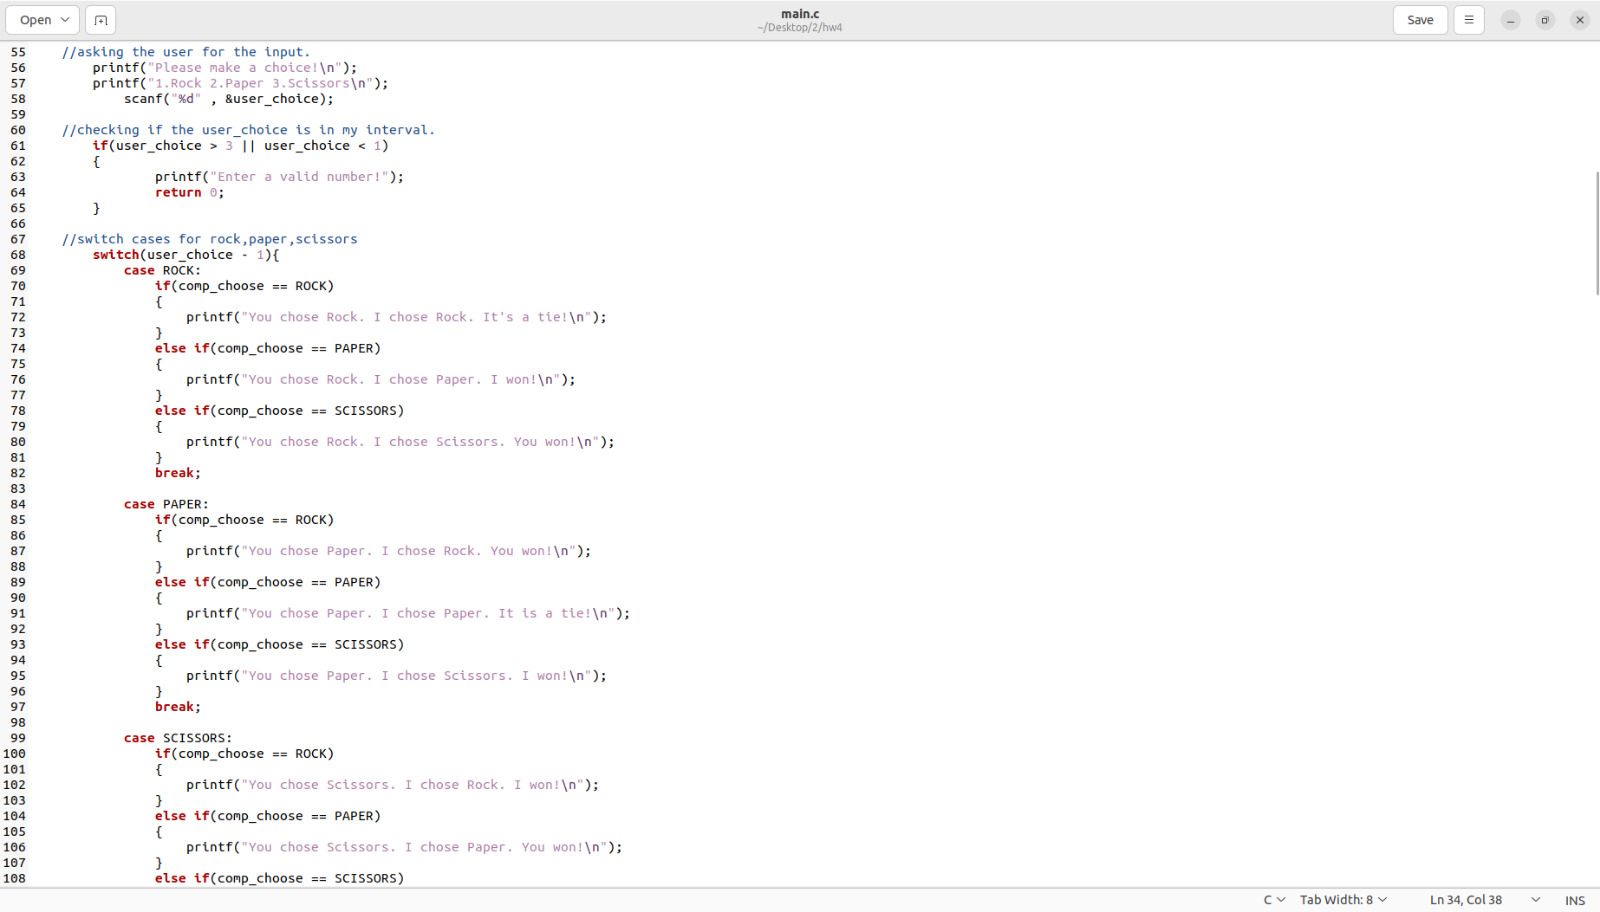 Open
main.c
~/Desktop/2/hw4
Save
55 //asking the user for the input.
56 printf("Please make a choice!\n");
57 printf("1.Rock 2.Paper 3.Scissors\n");
58 scanf("%d" , &user_choice);
59
60 //checking if the user_choice is in my interval.
61 if(user_choice > 3 || user_choice < 1)
62 {
63 printf("Enter a valid number!");
64 return 0;
65 }
66
67 //switch cases for rock,paper,scissors
68 switch(user_choice - 1){
69 case ROCK:
70 if(comp_choose == ROCK)
71 {
72 printf("You chose Rock. I chose Rock. It's a tie!\n");
73 }
74 else if(comp_choose == PAPER)
75 {
76 printf("You chose Rock. I chose Paper. I won!\n");
77 }
78 else if(comp_choose == SCISSORS)
79 {
80 printf("You chose Rock. I chose Scissors. You won!\n");
81 }
82 break;
83
84 case PAPER:
85 if(comp_choose == ROCK)
86 {
87 printf("You chose Paper. I chose Rock. You won!\n");
88 }
89 else if(comp_choose == PAPER)
90 {
91 printf("You chose Paper. I chose Paper. It is a tie!\n");
92 }
93 else if(comp_choose == SCISSORS)
94 {
95 printf("You chose Paper. I chose Scissors. I won!\n");
96 }
97 break;
98
99 case SCISSORS:
100 if(comp_choose == ROCK)
101 {
102 printf("You chose Scissors. I chose Rock. I won!\n");
103 }
104 else if(comp_choose == PAPER)
105 {
106 printf("You chose Scissors. I chose Paper. You won!\n");
107 }
108 else if(comp_choose == SCISSORS)
C Tab Width: 8 Ln 34, Col 38 INS